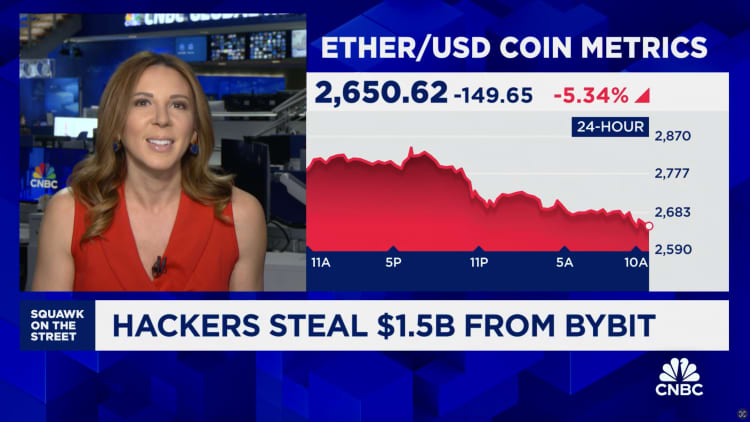 CNBC GLOBAL
CNBC
ETHER/USD COIN METRICS
2,650.62 -149.65 -5.34%
24-HOUR
2,870
2,777
2,683
2,590
11A 5P 11P 5A 10A
SQUAWK
ON THE
STREET
HACKERS STEAL $1.5B FROM BYBIT
CNBC